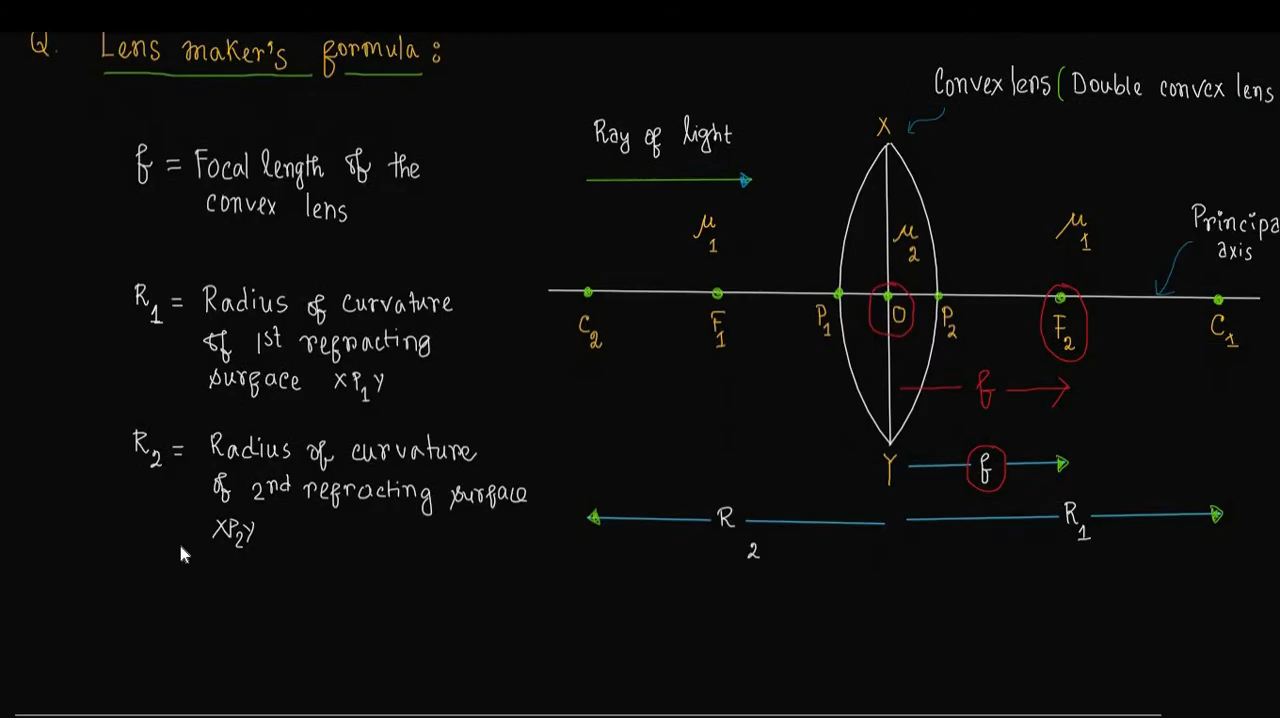 Q. Lens maker's formula:
Convex lens (Double convex lens
Ray of light
X
f = Focal length of the
convex lens
μ1
μ2
μ1
Principa
axis
R1 = Radius of curvature
of 1st refracting
surface XP1Y
C2 F1 P1 O P2 F2 C1
f
R2 = Radius of curvature
of 2nd refracting surface
XP2Y
Y f
R2 R1